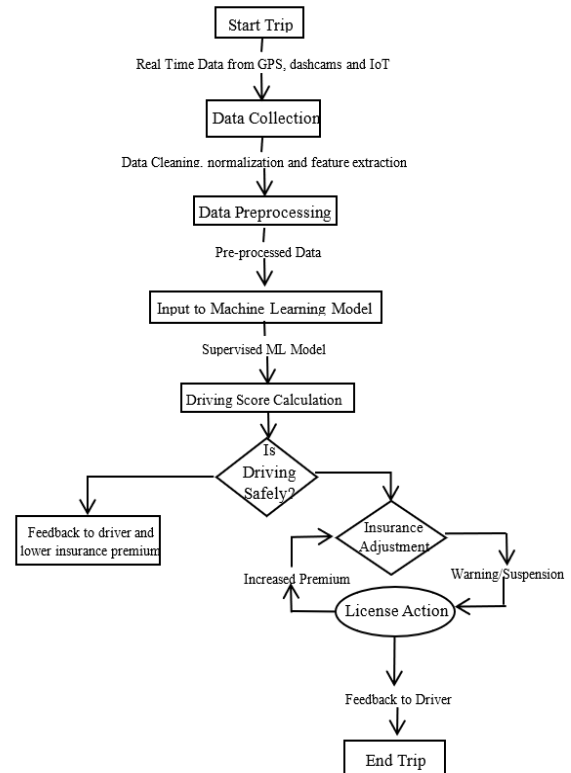 Start Trip
Real Time Data from GPS, dashcams and IoT
Data Collection
Data Cleaning, normalization and feature extraction
Data Preprocessing
Pre-processed Data
Input to Machine Learning Model
Supervised ML Model
Driving Score Calculation
Is
Driving
Safely?
Feedback to driver and
lower insurance premium
Insurance
Adjustment
Increased Premium
Warning/Suspension
License Action
Feedback to Driver
End Trip